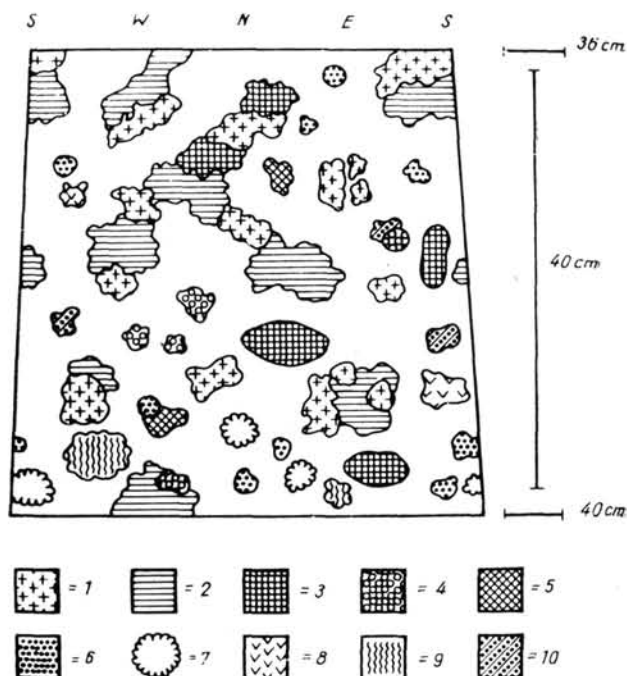 S W N E S
36 cm
40 cm
40 cm
= 1 = 2 = 3 = 4 = 5
= 6 = 7 = 8 = 9 = 10